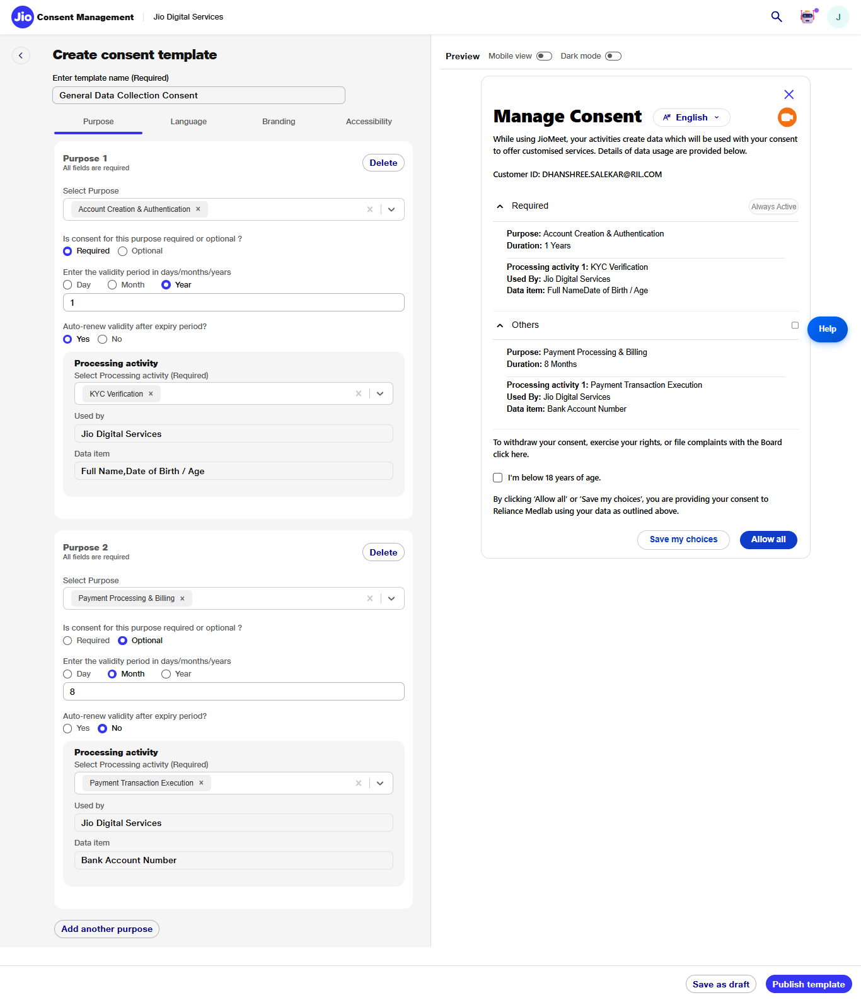 Jio Consent Management Jio Digital Services J
Create consent template
Enter template name (Required)
General Data Collection Consent
Purpose Language Branding Accessibility
Purpose 1
All fields are required
Delete
Select Purpose
Account Creation & Authentication ×
Is consent for this purpose required or optional ?
Required Optional
Enter the validity period in days/months/years
Day Month Year
1
Auto-renew validity after expiry period?
Yes No
Processing activity
Select Processing activity (Required)
KYC Verification ×
Used by
Jio Digital Services
Data item
Full Name,Date of Birth / Age
Purpose 2
All fields are required
Delete
Select Purpose
Payment Processing & Billing ×
Is consent for this purpose required or optional ?
Required Optional
Enter the validity period in days/months/years
Day Month Year
8
Auto-renew validity after expiry period?
Yes No
Processing activity
Select Processing activity (Required)
Payment Transaction Execution ×
Used by
Jio Digital Services
Data item
Bank Account Number
Add another purpose
Preview Mobile view Dark mode
Manage Consent English
While using JioMeet, your activities create data which will be used with your consent
to offer customised services. Details of data usage are provided below.
Customer ID: DHANSHREE.SALEKAR@RIL.COM
Required Always Active
Purpose: Account Creation & Authentication
Duration: 1 Years
Processing activity 1: KYC Verification
Used By: Jio Digital Services
Data item: Full NameDate of Birth / Age
Others
Purpose: Payment Processing & Billing
Duration: 8 Months
Processing activity 1: Payment Transaction Execution
Used By: Jio Digital Services
Data item: Bank Account Number
To withdraw your consent, exercise your rights, or file complaints with the Board
click here.
I'm below 18 years of age.
By clicking ‘Allow all’ or ‘Save my choices’, you are providing your consent to
Reliance Medlab using your data as outlined above.
Save my choices Allow all
Help
Save as draft Publish template